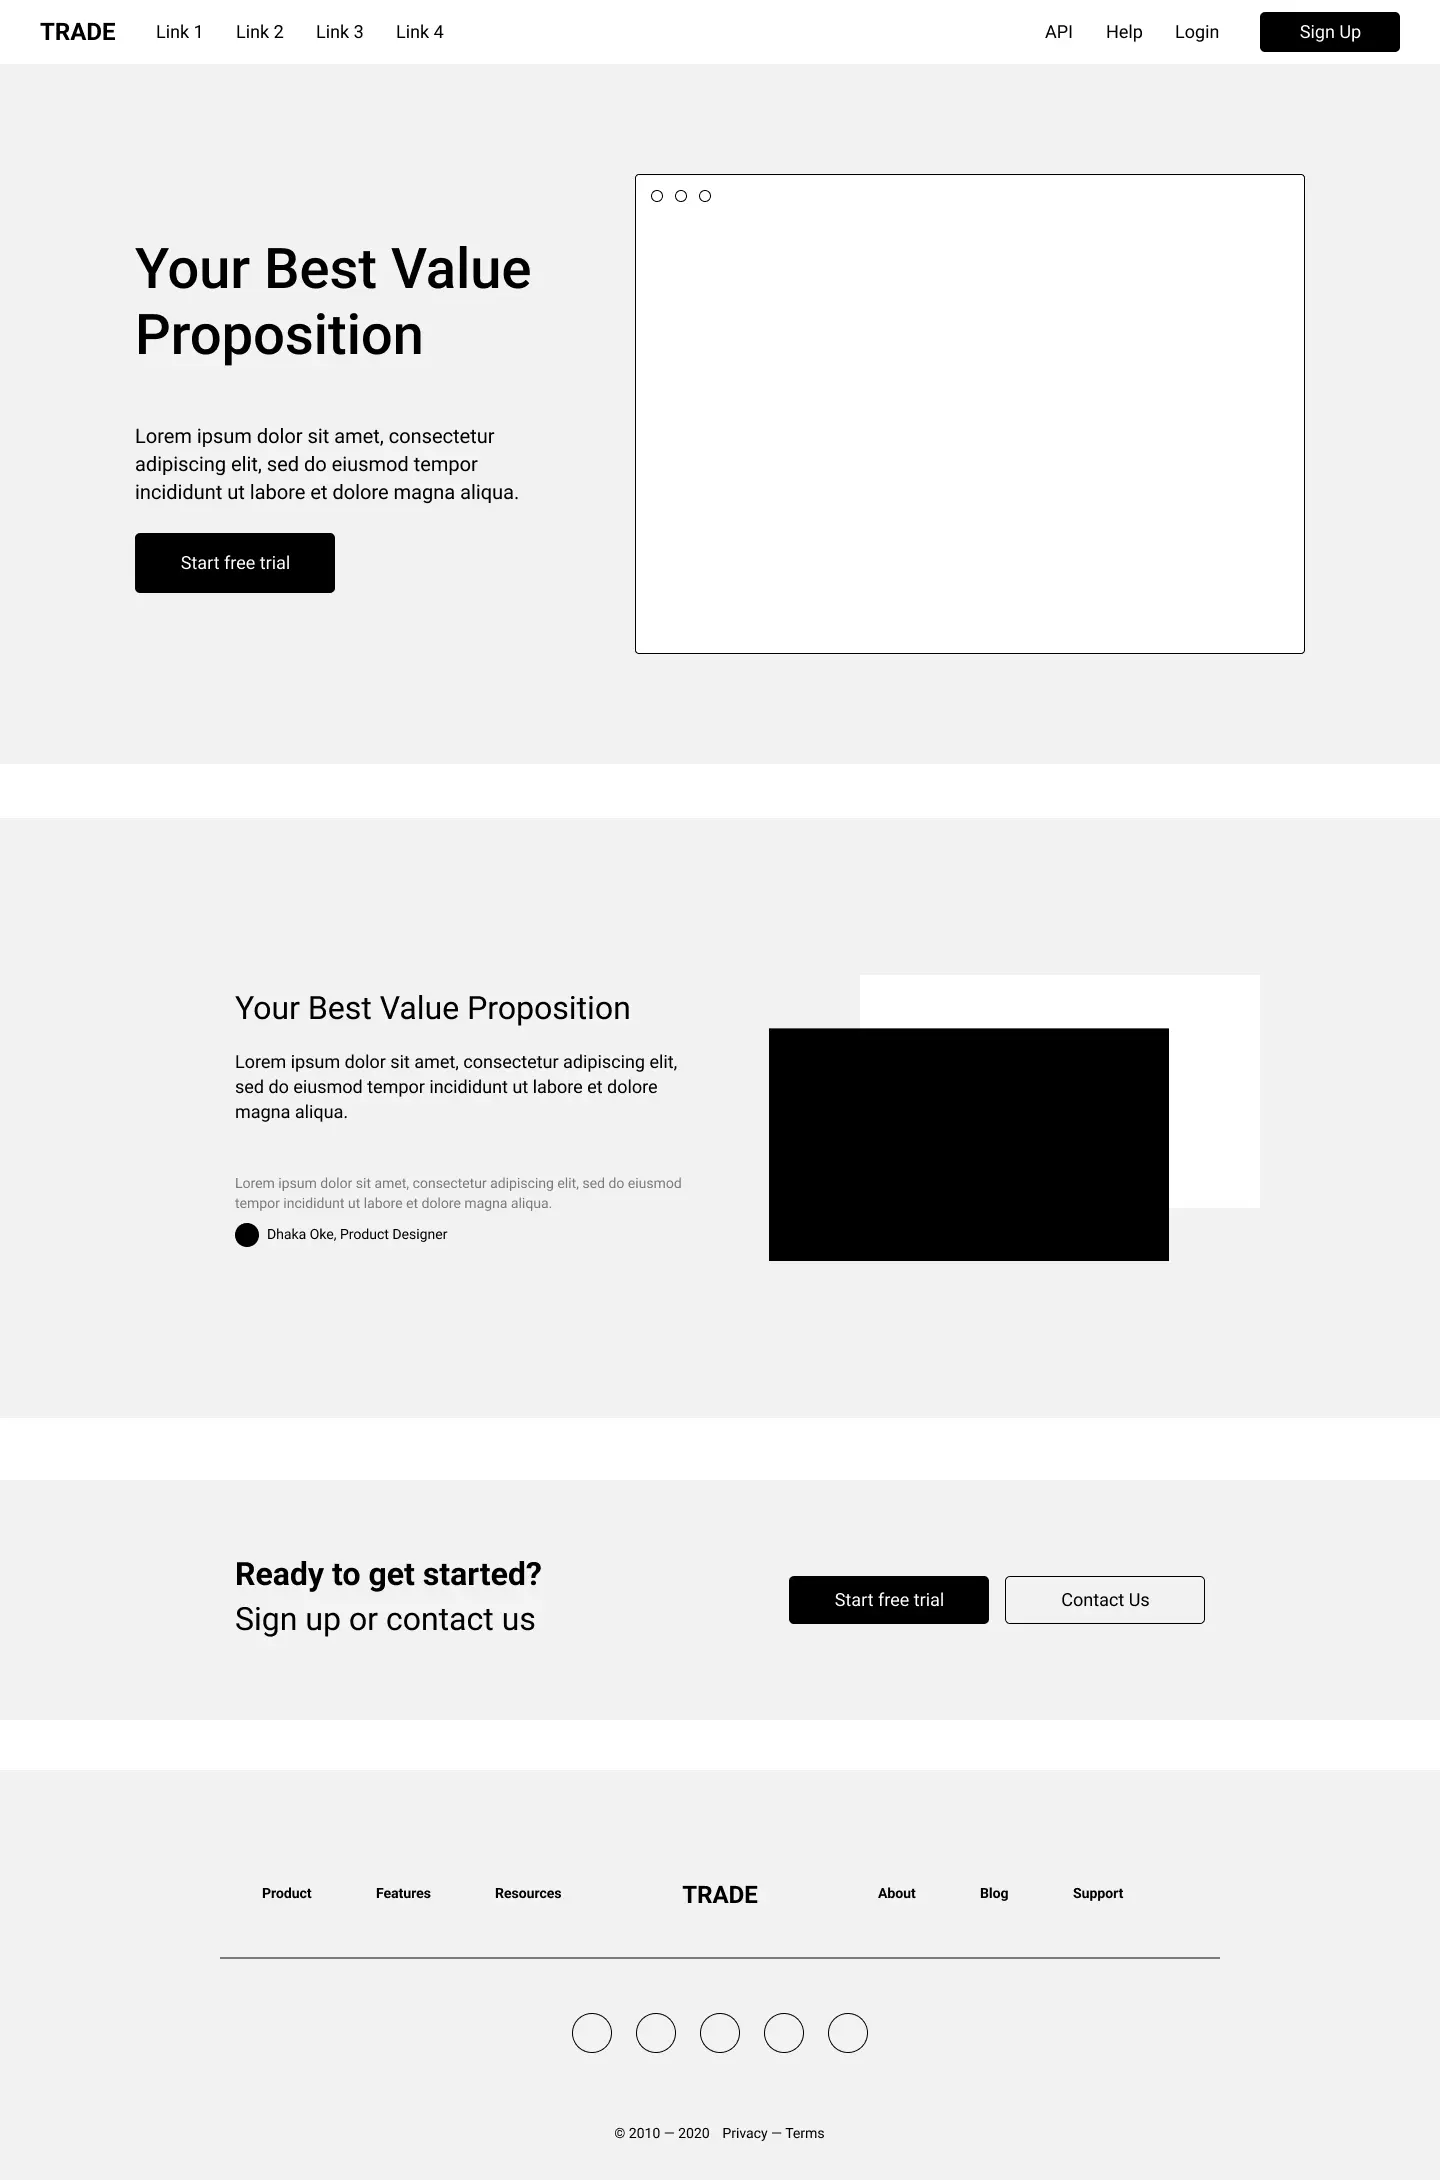 TRADE Link 1 Link 2 Link 3 Link 4 API Help Login Sign Up
Your Best Value
Proposition
Lorem ipsum dolor sit amet, consectetur
adipiscing elit, sed do eiusmod tempor
incididunt ut labore et dolore magna aliqua.
Start free trial
Your Best Value Proposition
Lorem ipsum dolor sit amet, consectetur adipiscing elit,
sed do eiusmod tempor incididunt ut labore et dolore
magna aliqua.
Lorem ipsum dolor sit amet, consectetur adipiscing elit, sed do eiusmod
tempor incididunt ut labore et dolore magna aliqua.
Dhaka Oke, Product Designer
Ready to get started?
Sign up or contact us
Start free trial Contact Us
Product Features Resources TRADE About Blog Support
© 2010 — 2020 Privacy — Terms